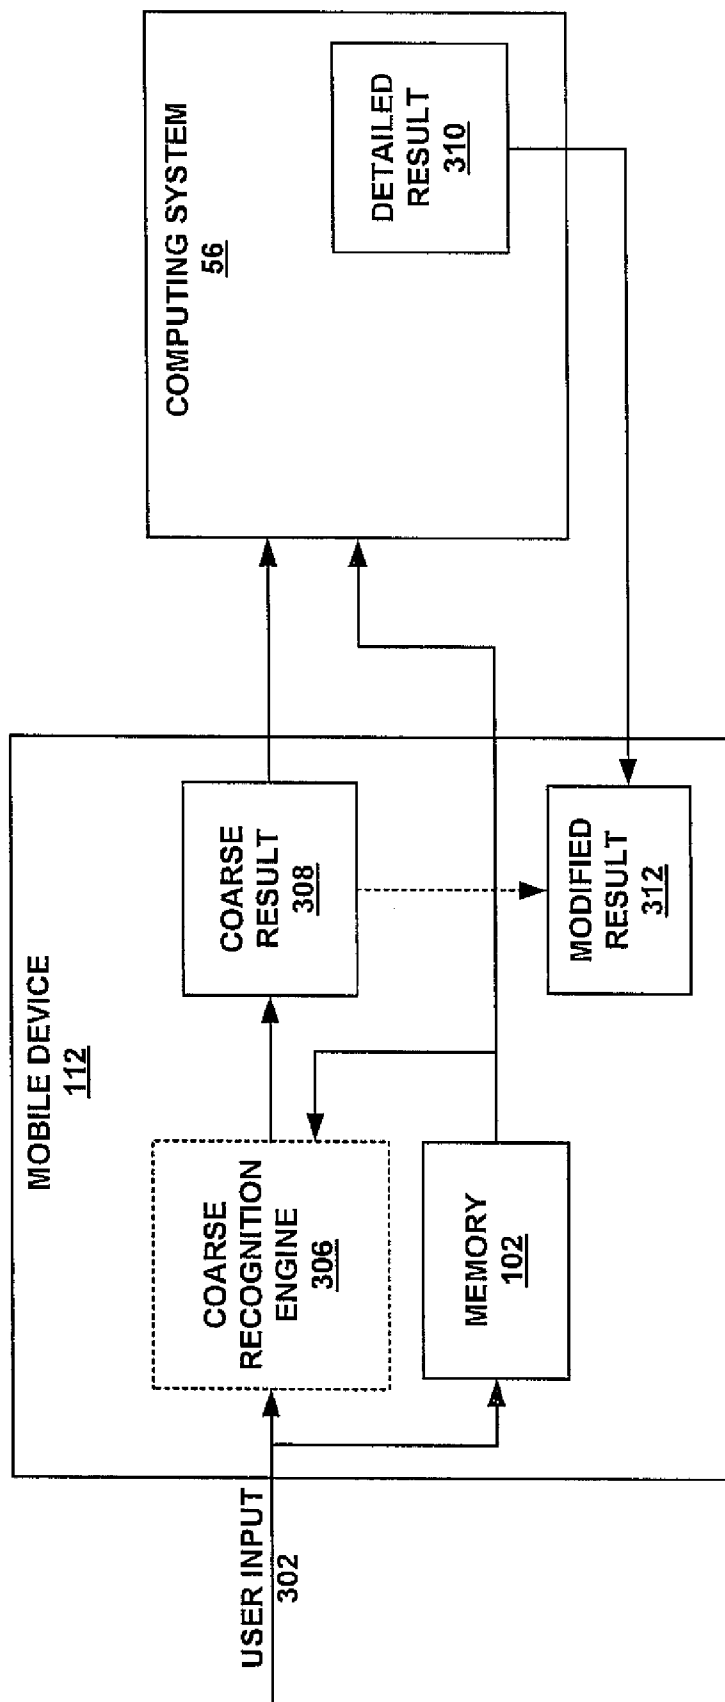 USER INPUT
302
MOBILE DEVICE
112
COARSE
RECOGNITION
ENGINE
306
MEMORY
102
COARSE
RESULT
308
MODIFIED
RESULT
312
COMPUTING SYSTEM
56
DETAILED
RESULT
310